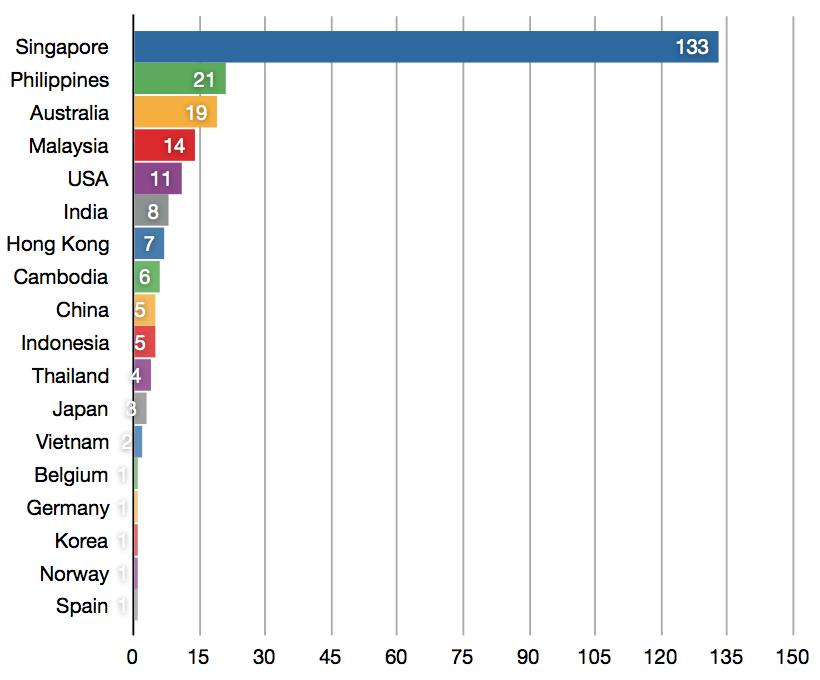 Singapore 133
Philippines 21
Australia 19
Malaysia 14
USA 11
India 8
Hong Kong 7
Cambodia 6
China 5
Indonesia 5
Thailand 4
Japan 3
Vietnam 2
Belgium 1
Germany 1
Korea 1
Norway 1
Spain 1
0 15 30 45 60 75 90 105 120 135 150